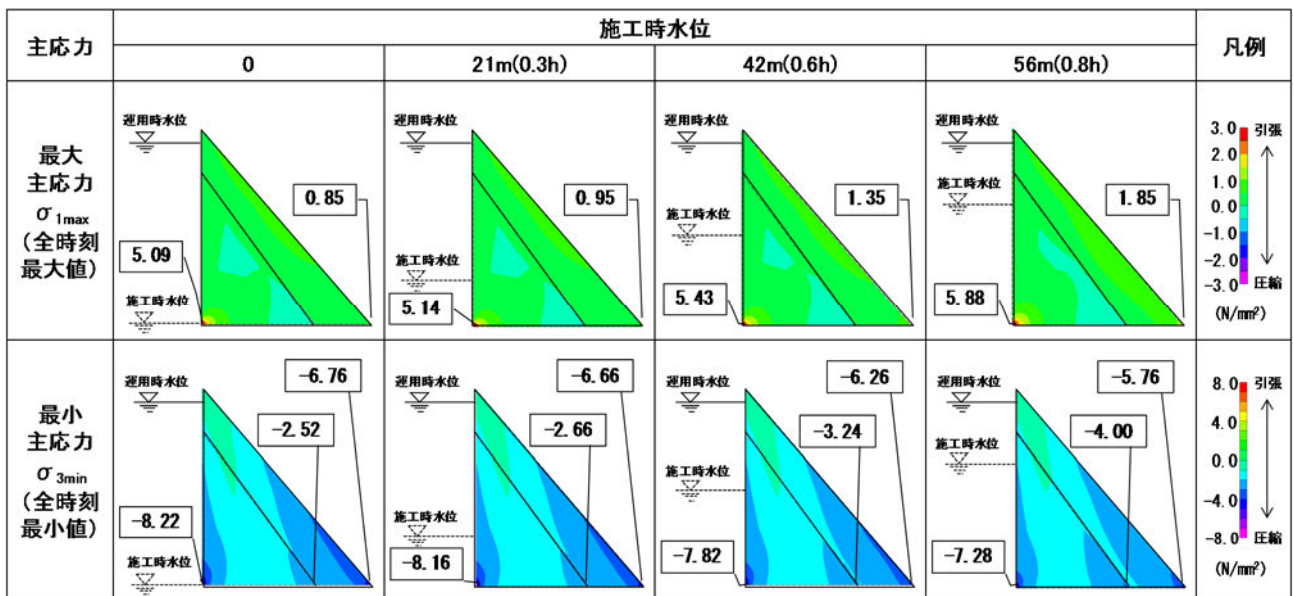 主応力
施工時水位
凡例
0
21m(0.3h)
42m(0.6h)
56m(0.8h)
最大
主応力
σ1max
(全時刻
最大値)
運用時水位
0.85
5.09
施工時水位
運用時水位
0.95
施工時水位
5.14
運用時水位
施工時水位
1.35
5.43
運用時水位
施工時水位
1.85
5.88
3.0 引張
2.0
1.0
0.0
-1.0
-2.0
-3.0 圧縮
(N/mm²)
最小
主応力
σ3min
(全時刻
最小値)
運用時水位
-6.76
-2.52
-8.22
施工時水位
運用時水位
-6.66
-2.66
施工時水位
-8.16
運用時水位
-6.26
-3.24
施工時水位
-7.82
運用時水位
-5.76
-4.00
施工時水位
-7.28
8.0 引張
4.0
0.0
-4.0
-8.0 圧縮
(N/mm²)